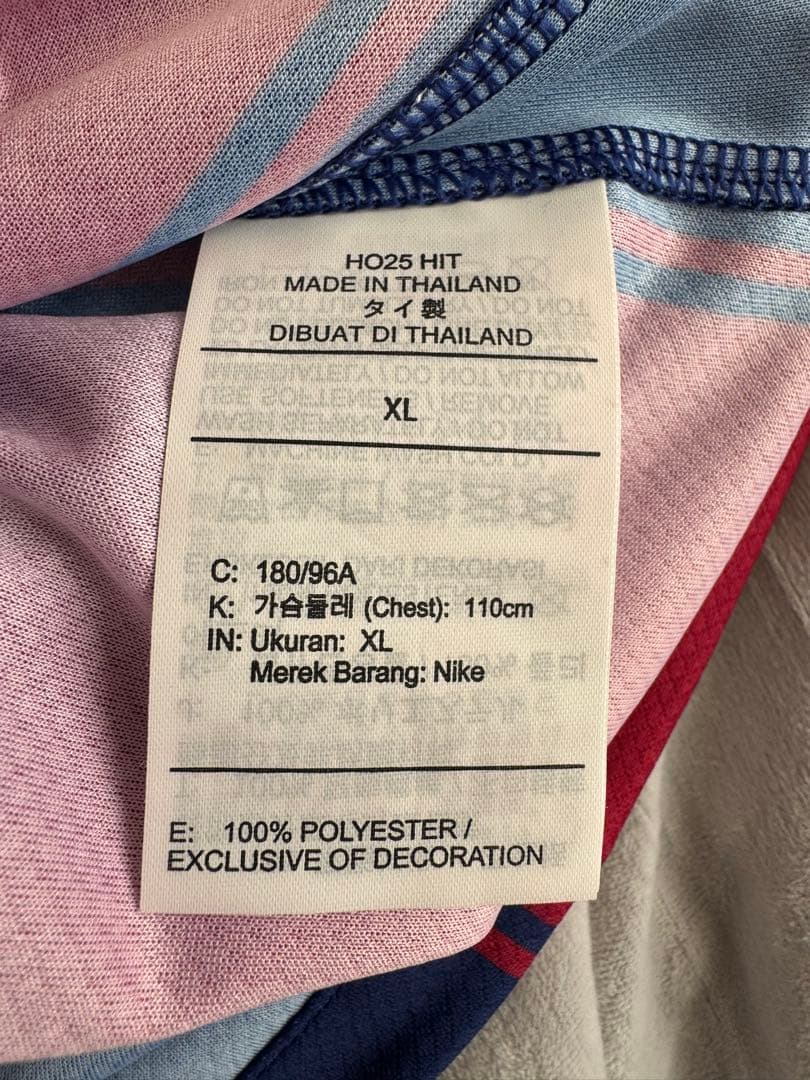 HO25 HIT
MADE IN THAILAND
タイ製
DIBUAT DI THAILAND
XL
C: 180/96A
K: 가슴둘레 (Chest): 110cm
IN: Ukuran: XL
Merek Barang: Nike
E: 100% POLYESTER /
EXCLUSIVE OF DECORATION